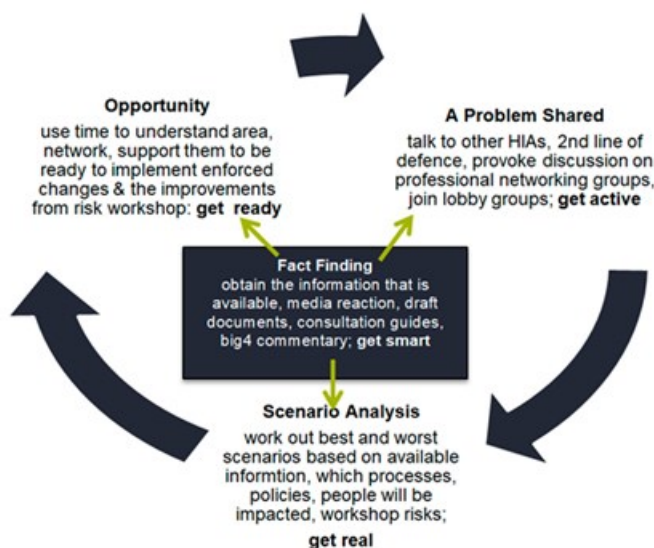 Opportunity
use time to understand area,
network, support them to be
ready to implement enforced
changes & the improvements
from risk workshop: get ready
A Problem Shared
talk to other HIAs, 2nd line of
defence, provoke discussion on
professional networking groups,
join lobby groups; get active
Fact Finding
obtain the information that is
available, media reaction, draft
documents, consultation guides,
big4 commentary; get smart
Scenario Analysis
work out best and worst
scenarios based on available
informtion, which processes,
policies, people will be
impacted, workshop risks;
get real